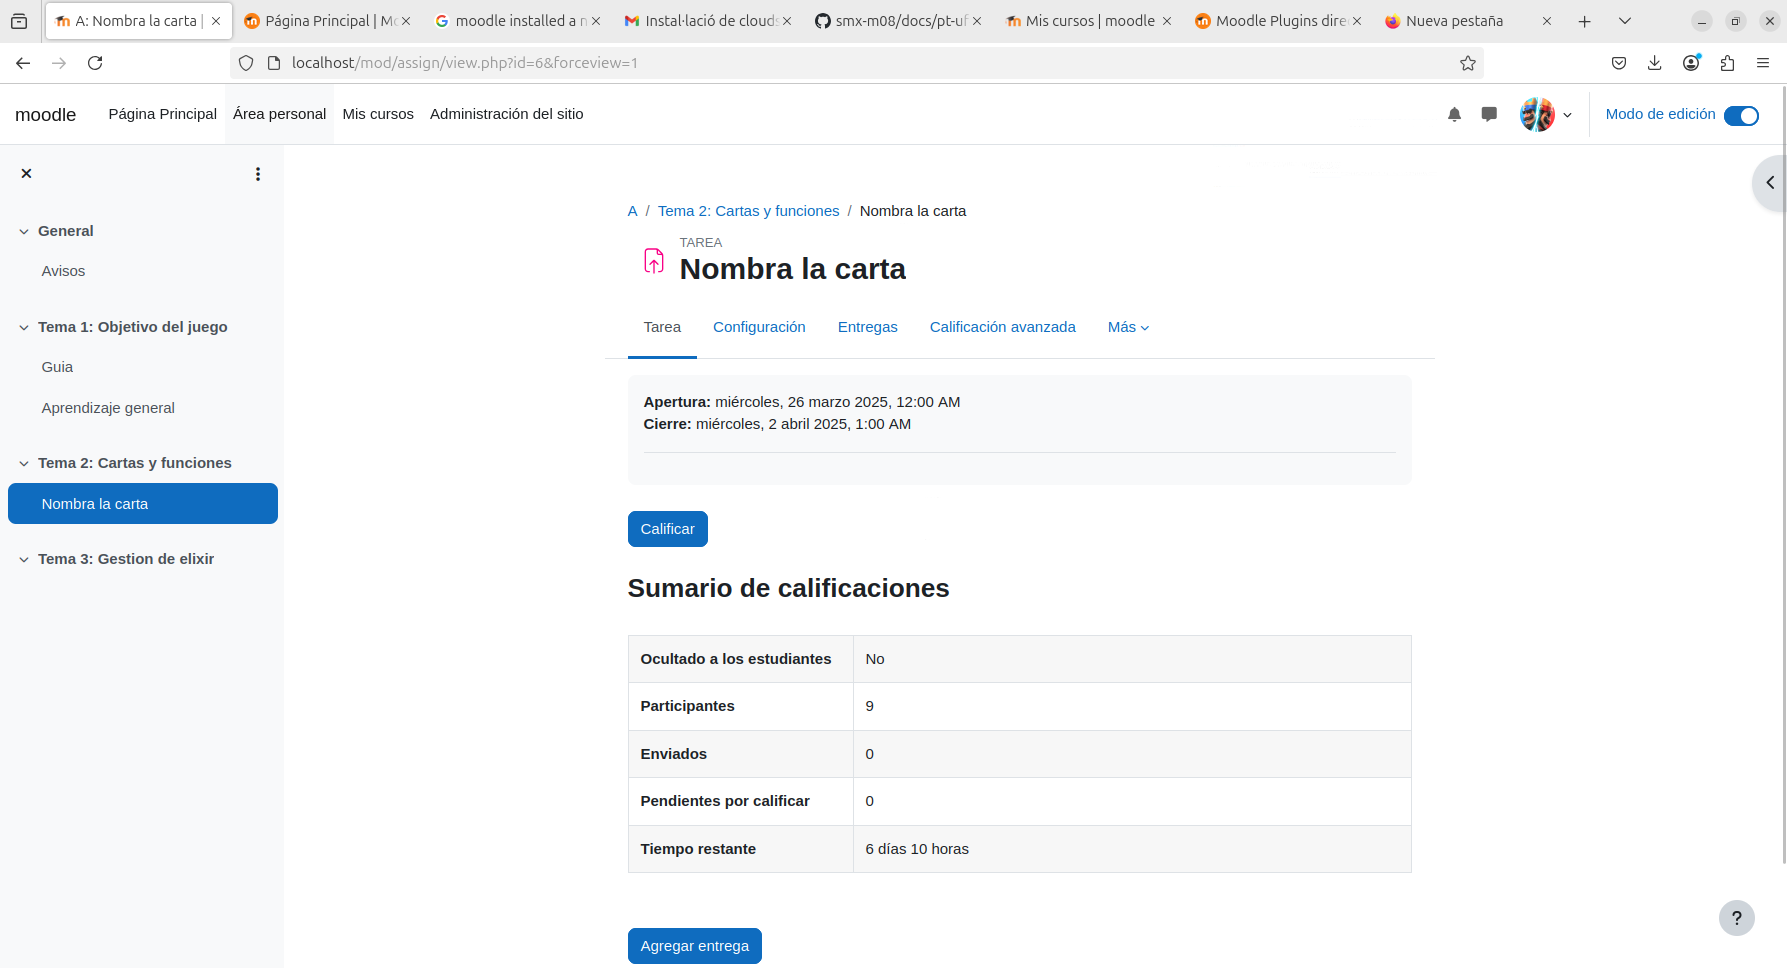 A: Nombra la carta |
Página Principal | Mo
moodle installed a n
Instal·lació de clouds
smx-m08/docs/pt-uf
Mis cursos | moodle
Moodle Plugins dire
Nueva pestaña
localhost/mod/assign/view.php?id=6&forceview=1
moodle
Página Principal
Área personal
Mis cursos
Administración del sitio
Modo de edición
General
Avisos
Tema 1: Objetivo del juego
Guia
Aprendizaje general
Tema 2: Cartas y funciones
Nombra la carta
Tema 3: Gestion de elixir
A / Tema 2: Cartas y funciones / Nombra la carta
TAREA
Nombra la carta
Tarea
Configuración
Entregas
Calificación avanzada
Más
Apertura: miércoles, 26 marzo 2025, 12:00 AM
Cierre: miércoles, 2 abril 2025, 1:00 AM
Calificar
Sumario de calificaciones
Ocultado a los estudiantes No
Participantes 9
Enviados 0
Pendientes por calificar 0
Tiempo restante 6 días 10 horas
Agregar entrega
?